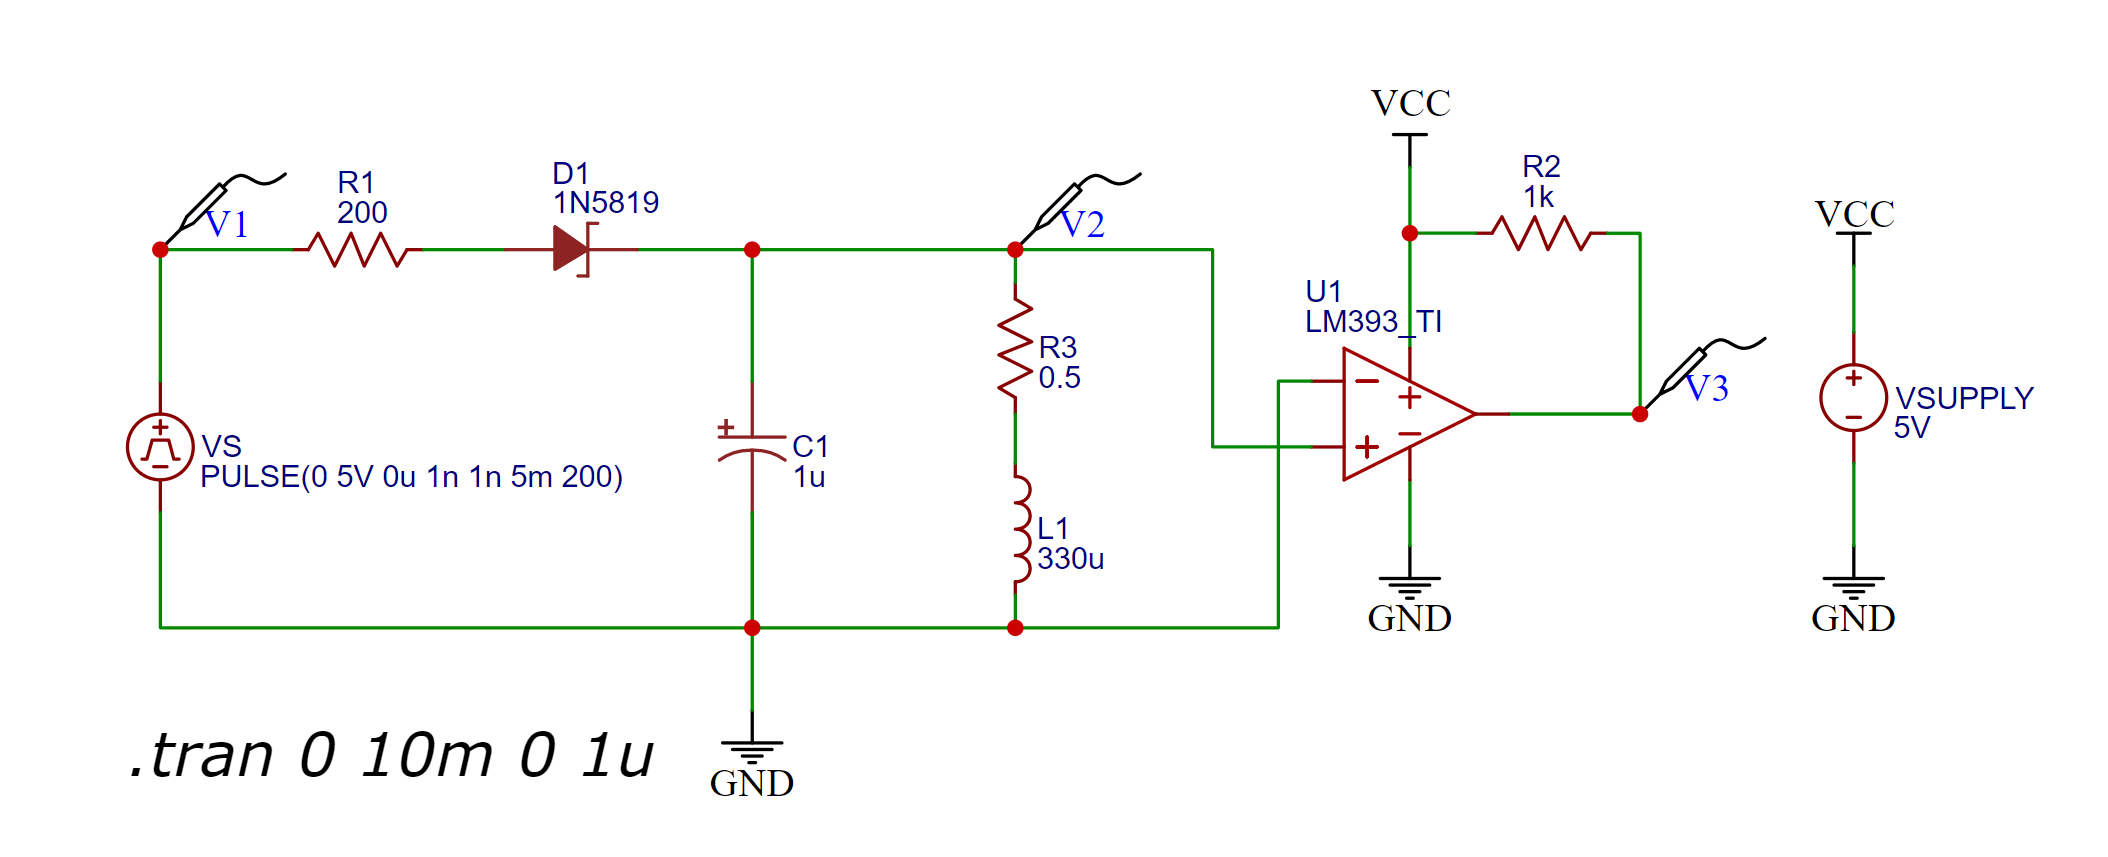 VCC
R2
1k
D1
1N5819
R1
200
V1
V2
VCC
U1
LM393_TI
R3
0.5
V3
VSUPPLY
5V
VS
PULSE(0 5V 0u 1n 1n 5m 200)
C1
1u
L1
330u
GND
GND
.tran 0 10m 0 1u
GND